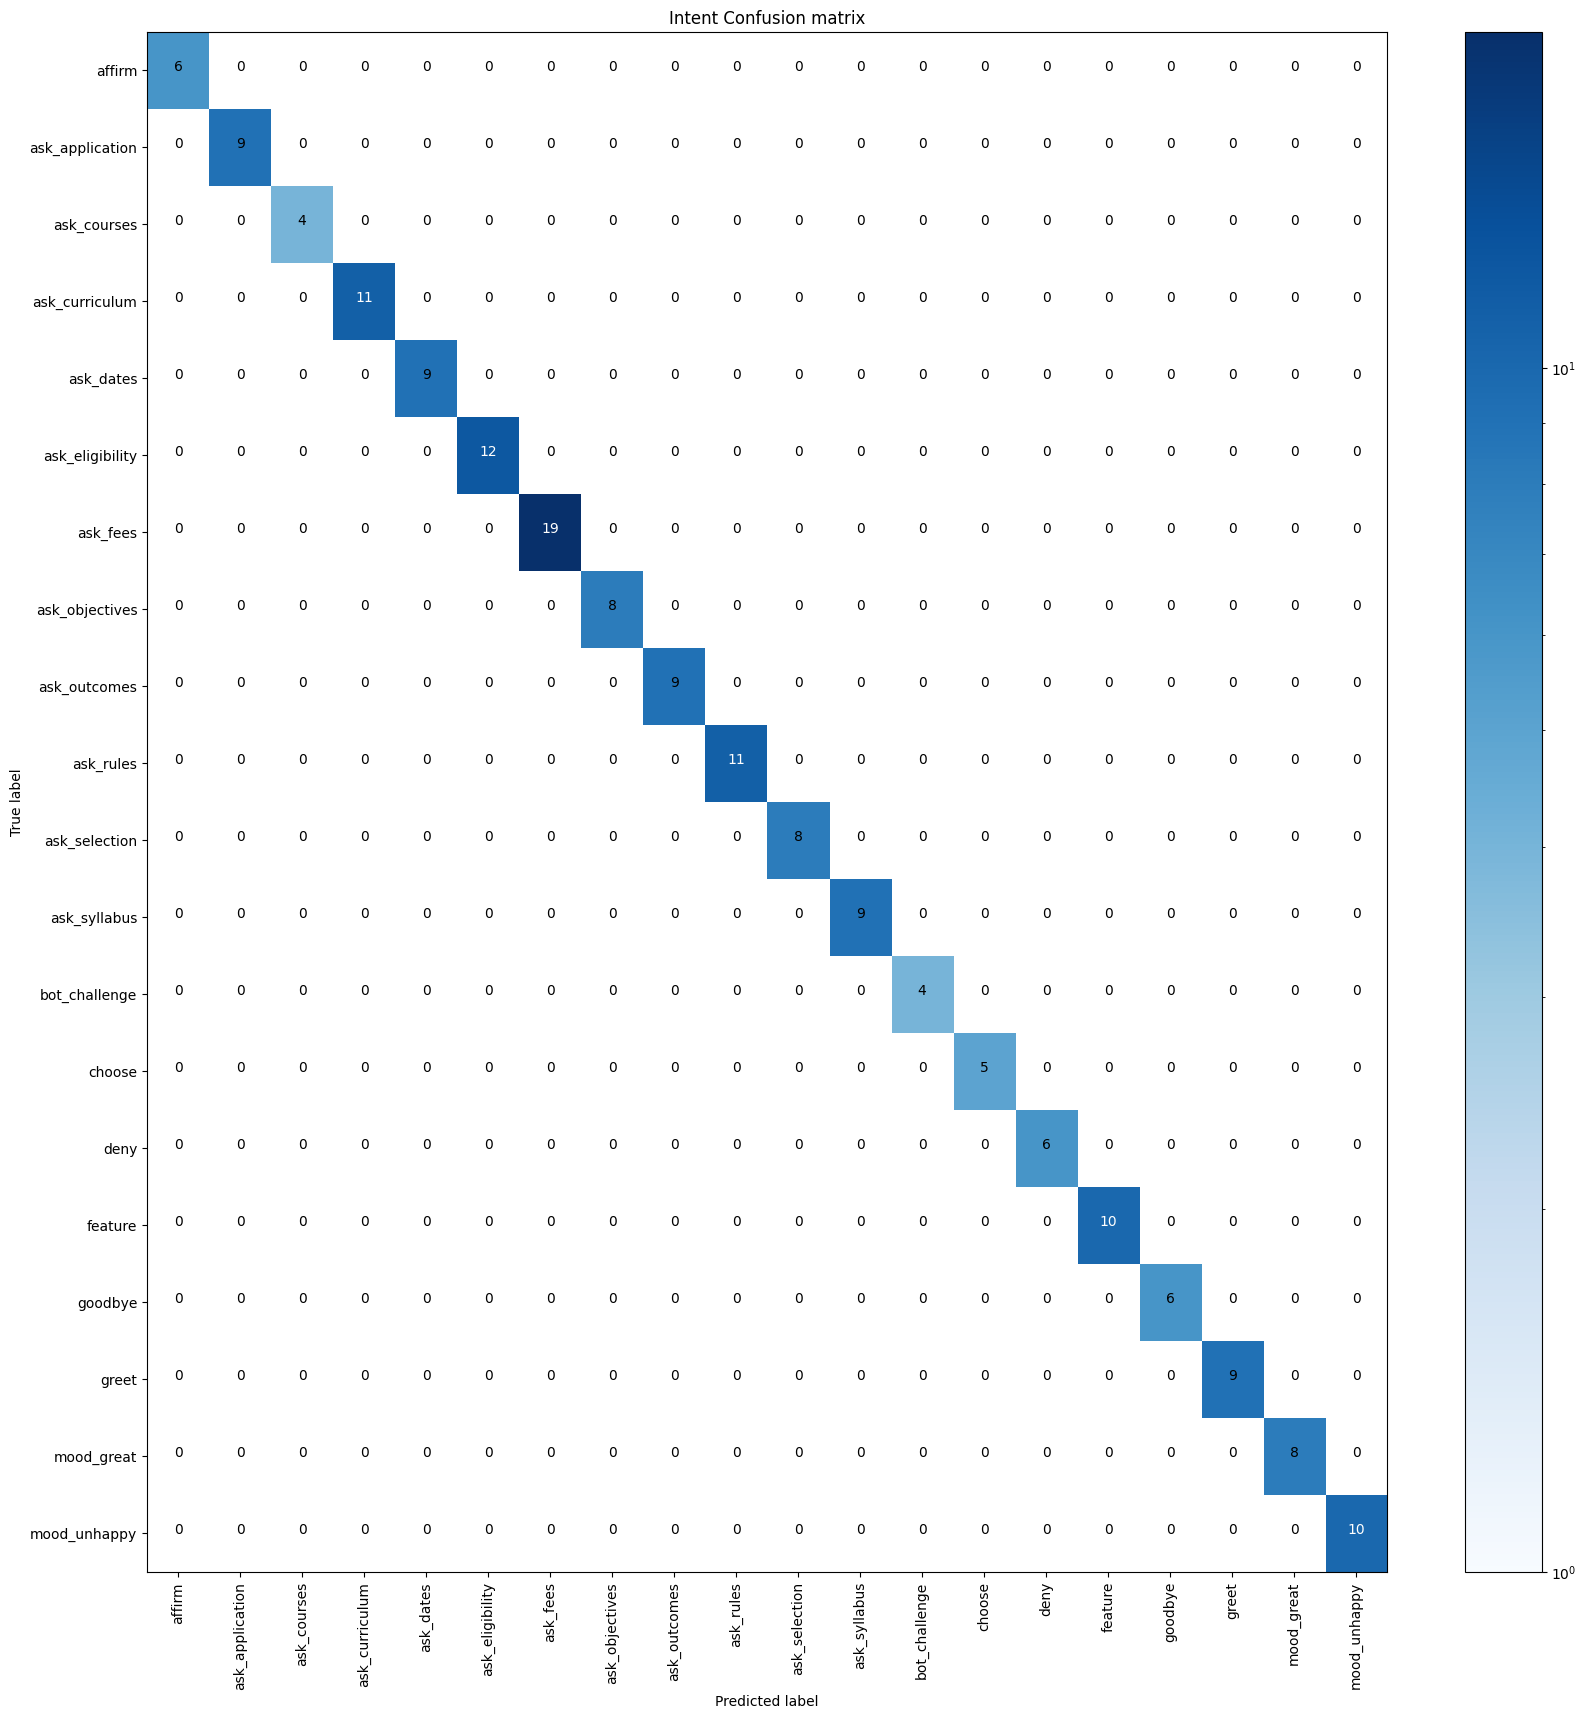 Intent Confusion matrix
affirm 6 0 0 0 0 0 0 0 0 0 0 0 0 0 0 0 0 0 0 0
ask_application 0 9 0 0 0 0 0 0 0 0 0 0 0 0 0 0 0 0 0 0
ask_courses 0 0 4 0 0 0 0 0 0 0 0 0 0 0 0 0 0 0 0 0
ask_curriculum 0 0 0 11 0 0 0 0 0 0 0 0 0 0 0 0 0 0 0 0
ask_dates 0 0 0 0 9 0 0 0 0 0 0 0 0 0 0 0 0 0 0 0
ask_eligibility 0 0 0 0 0 12 0 0 0 0 0 0 0 0 0 0 0 0 0 0
ask_fees 0 0 0 0 0 0 19 0 0 0 0 0 0 0 0 0 0 0 0 0
ask_objectives 0 0 0 0 0 0 0 8 0 0 0 0 0 0 0 0 0 0 0 0
ask_outcomes 0 0 0 0 0 0 0 0 9 0 0 0 0 0 0 0 0 0 0 0
ask_rules 0 0 0 0 0 0 0 0 0 11 0 0 0 0 0 0 0 0 0 0
ask_selection 0 0 0 0 0 0 0 0 0 0 8 0 0 0 0 0 0 0 0 0
ask_syllabus 0 0 0 0 0 0 0 0 0 0 0 9 0 0 0 0 0 0 0 0
bot_challenge 0 0 0 0 0 0 0 0 0 0 0 0 4 0 0 0 0 0 0 0
choose 0 0 0 0 0 0 0 0 0 0 0 0 0 5 0 0 0 0 0 0
deny 0 0 0 0 0 0 0 0 0 0 0 0 0 0 6 0 0 0 0 0
feature 0 0 0 0 0 0 0 0 0 0 0 0 0 0 0 10 0 0 0 0
goodbye 0 0 0 0 0 0 0 0 0 0 0 0 0 0 0 0 6 0 0 0
greet 0 0 0 0 0 0 0 0 0 0 0 0 0 0 0 0 0 9 0 0
mood_great 0 0 0 0 0 0 0 0 0 0 0 0 0 0 0 0 0 0 8 0
mood_unhappy 0 0 0 0 0 0 0 0 0 0 0 0 0 0 0 0 0 0 0 10
True label
affirm
ask_application
ask_courses
ask_curriculum
ask_dates
ask_eligibility
ask_fees
ask_objectives
ask_outcomes
ask_rules
ask_selection
ask_syllabus
bot_challenge
choose
deny
feature
goodbye
greet
mood_great
mood_unhappy
Predicted label
10¹
10⁰